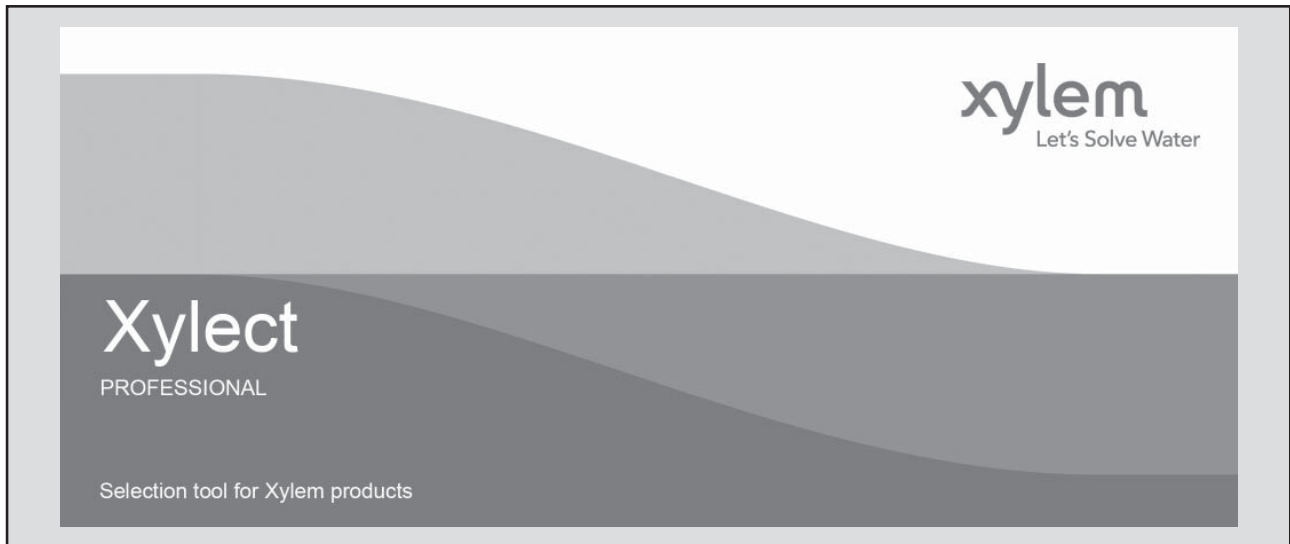 xylem
Let's Solve Water
Xylect
PROFESSIONAL
Selection tool for Xylem products